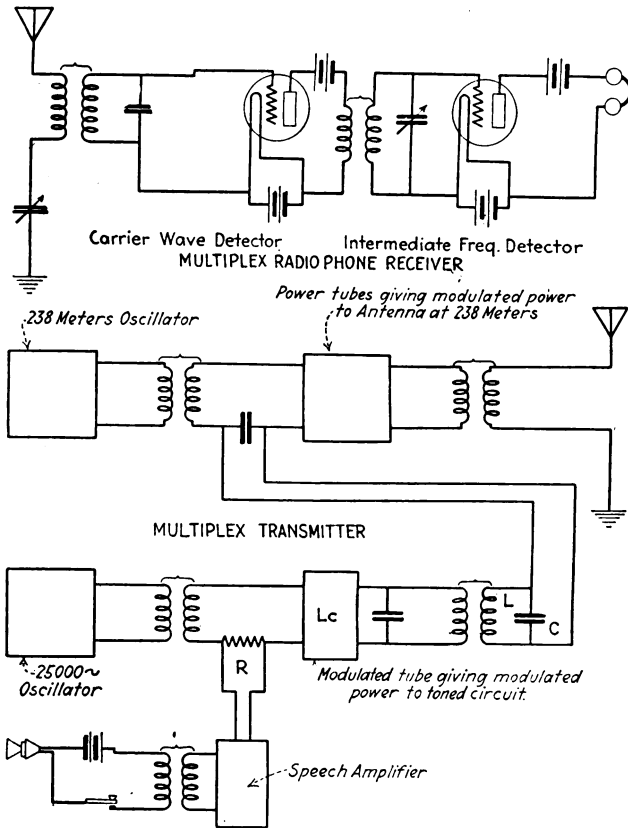 Carrier Wave Detector
Intermediate Freq. Detector
MULTIPLEX RADIO PHONE RECEIVER
Power tubes giving modulated power
to Antenna at 238 Meters
238 Meters Oscillator
MULTIPLEX TRANSMITTER
Lc
L
C
R
25000~
Oscillator
Modulated tube giving modulated
power to toned circuit.
Speech Amplifier